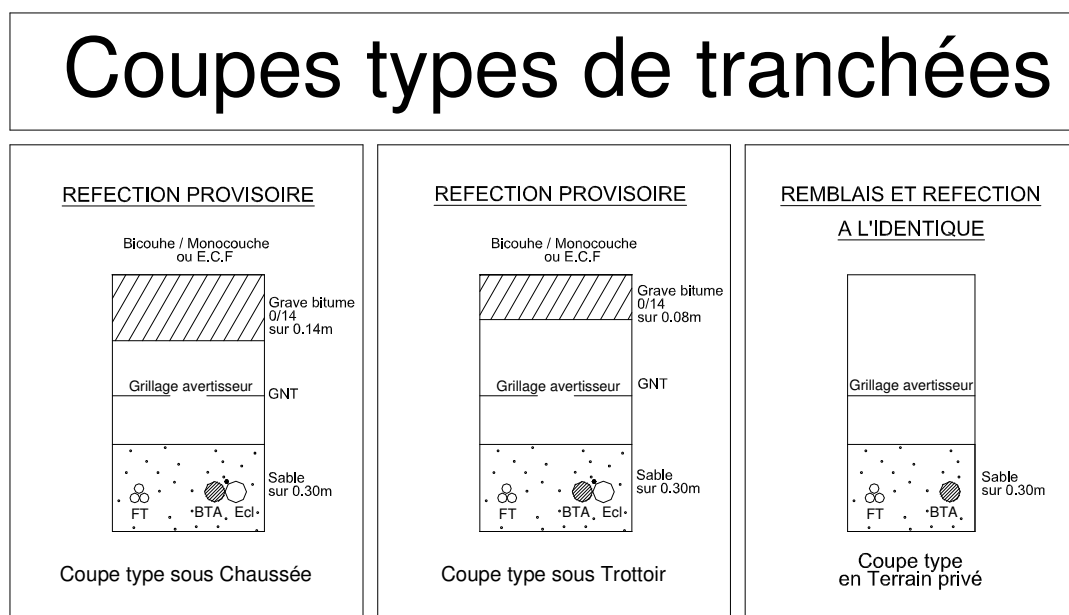 Coupes types de tranchées
REFECTION PROVISOIRE
Bicouhe / Monocouche
ou E.C.F
Grave bitume
0/14
sur 0.14m
Grillage avertisseur
GNT
Sable
sur 0.30m
FT
BTA
Ecl
Coupe type sous Chaussée
REFECTION PROVISOIRE
Bicouhe / Monocouche
ou E.C.F
Grave bitume
0/14
sur 0.08m
Grillage avertisseur
GNT
Sable
sur 0.30m
FT
BTA
Ecl
Coupe type sous Trottoir
REMBLAIS ET REFECTION
A L'IDENTIQUE
Grillage avertisseur
Sable
sur 0.30m
FT
BTA
Coupe type
en Terrain privé